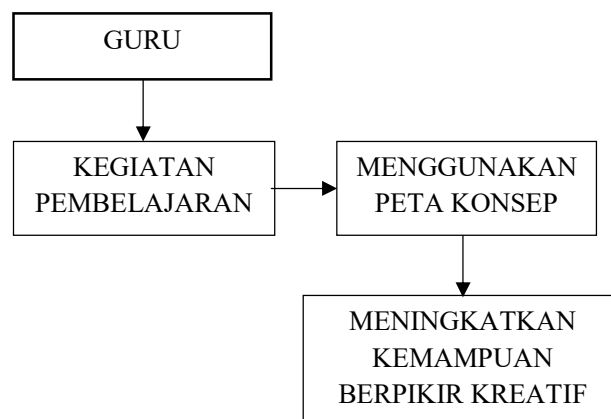 GURU
KEGIATAN
PEMBELAJARAN
MENGGUNAKAN
PETA KONSEP
MENINGKATKAN
KEMAMPUAN
BERPIKIR KREATIF